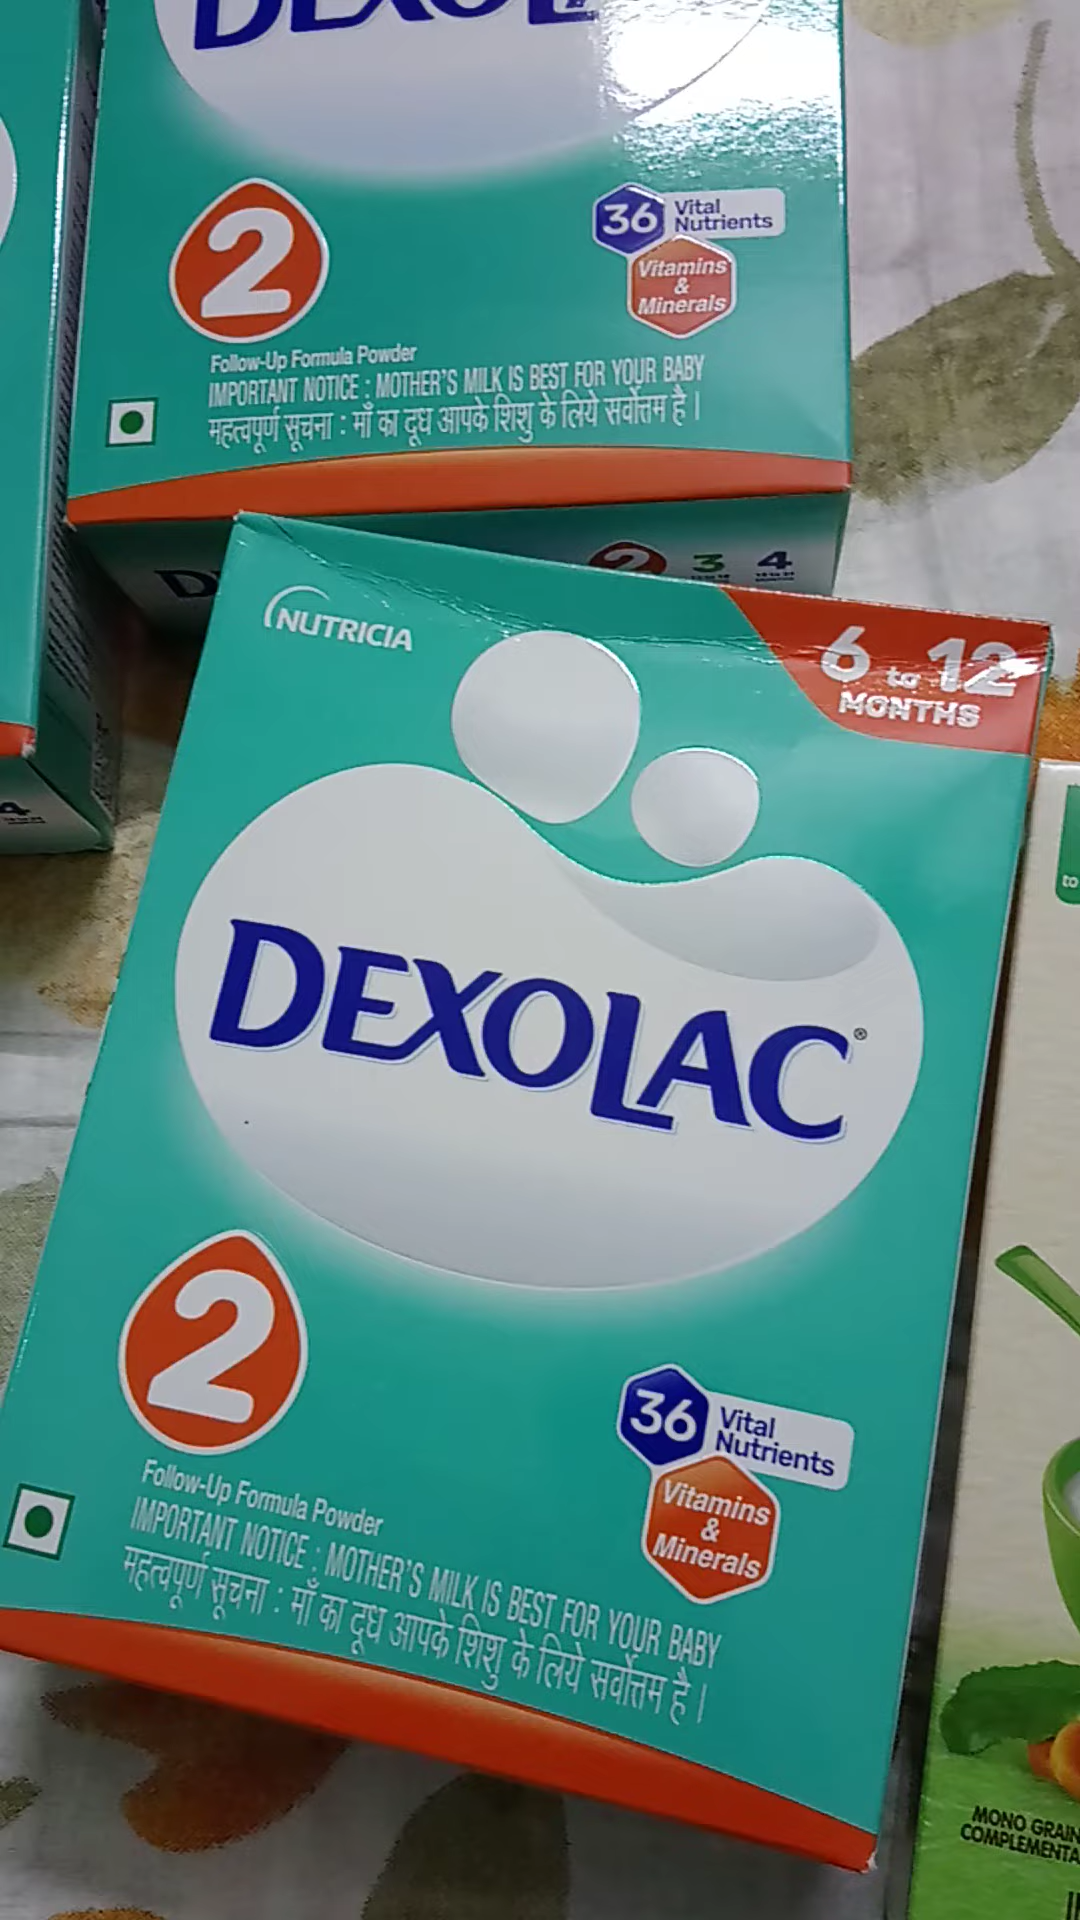 2
36
Vital
Nutrients
Vitamins
&
Minerals
Follow-Up Formula Powder
IMPORTANT NOTICE : MOTHER'S MILK IS BEST FOR YOUR BABY
महत्वपूर्ण सूचना : माँ का दूध आपके शिशु के लिये सर्वोत्तम है।
2 3 4
4
NUTRICIA
6 to 12
MONTHS
to
DEXOLAC®
2
36
Vital
Nutrients
Vitamins
&
Minerals
Follow-Up Formula Powder
IMPORTANT NOTICE : MOTHER'S MILK IS BEST FOR YOUR BABY
महत्वपूर्ण सूचना : माँ का दूध आपके शिशु के लिये सर्वोत्तम है।
MONO GRAIN